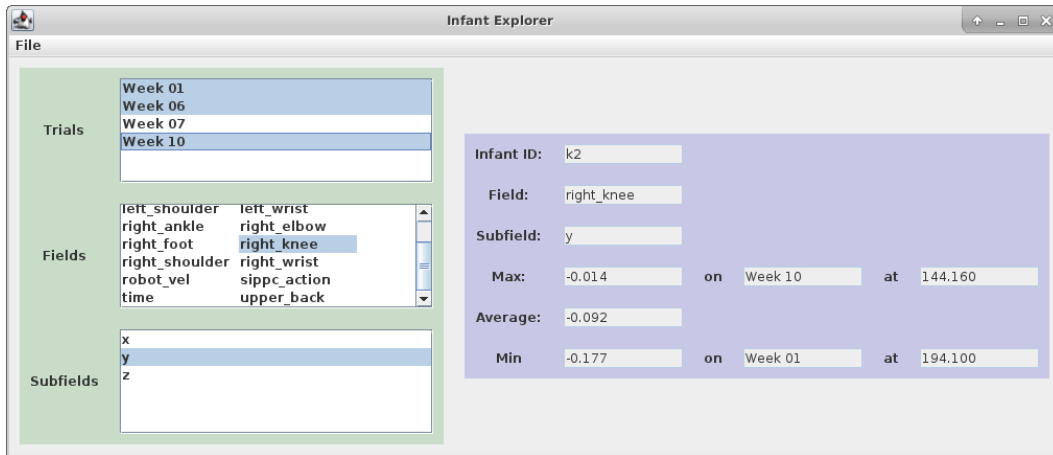 Infant Explorer
File
Trials
Week 01
Week 06
Week 07
Week 10
Fields
left_shoulder left_wrist
right_ankle right_elbow
right_foot right_knee
right_shoulder right_wrist
robot_vel sippc_action
time upper_back
Subfields
x
y
z
Infant ID: k2
Field: right_knee
Subfield: y
Max: -0.014 on Week 10 at 144.160
Average: -0.092
Min -0.177 on Week 01 at 194.100